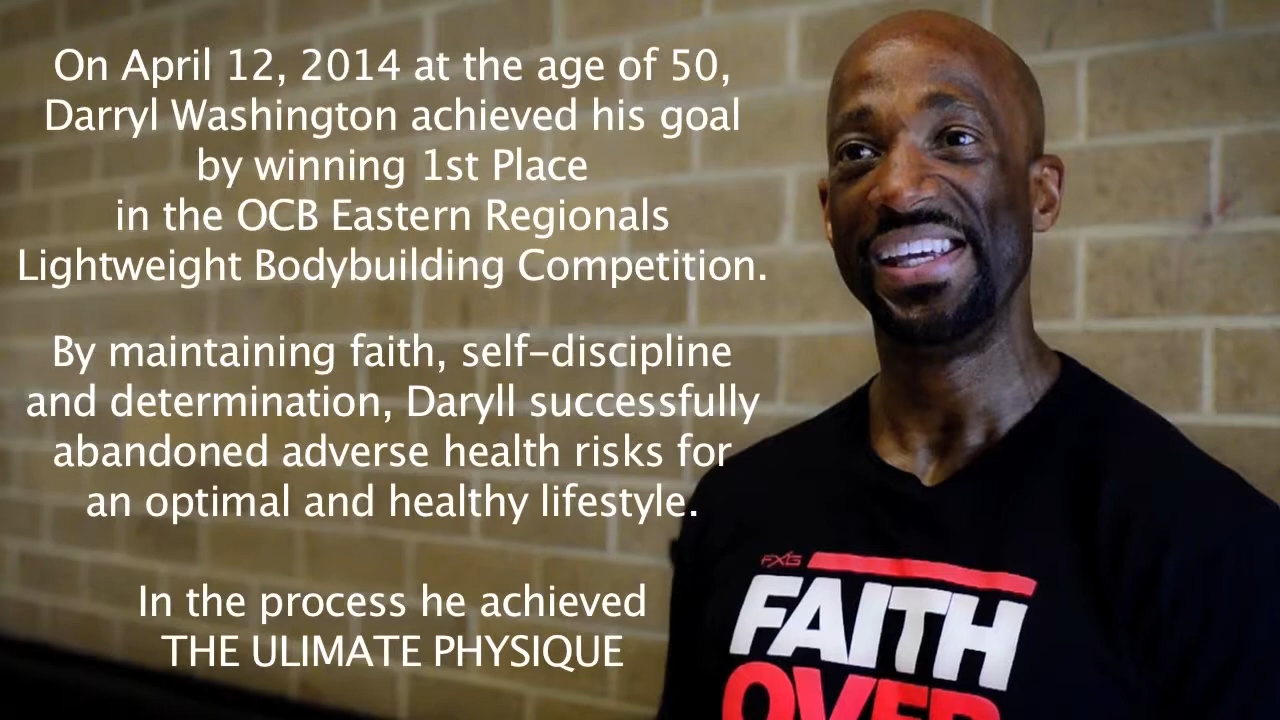 On April 12, 2014 at the age of 50,
Darryl Washington achieved his goal
by winning 1st Place
in the OCB Eastern Regionals
Lightweight Bodybuilding Competition.
By maintaining faith, self-discipline
and determination, Daryll successfully
abandoned adverse health risks for
an optimal and healthy lifestyle.
In the process he achieved
THE ULIMATE PHYSIQUE
FXG
FAITH
OVER